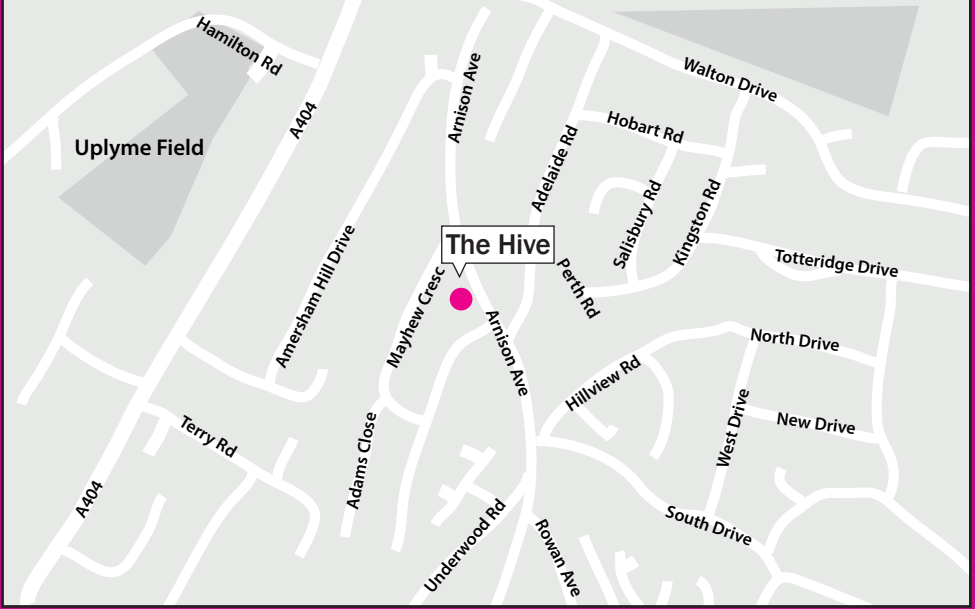 Hamilton Rd
Walton Drive
Arnison Ave
A404
Hobart Rd
Uplyme Field
Adelaide Rd
Salisbury Rd
Kingston Rd
The Hive
Totteridge Drive
Amersham Hill Drive
Mayhew Cresc
Perth Rd
Arnison Ave
North Drive
Hillview Rd
West Drive
New Drive
Terry Rd
Adams Close
A404
South Drive
Underwood Rd
Rowan Ave